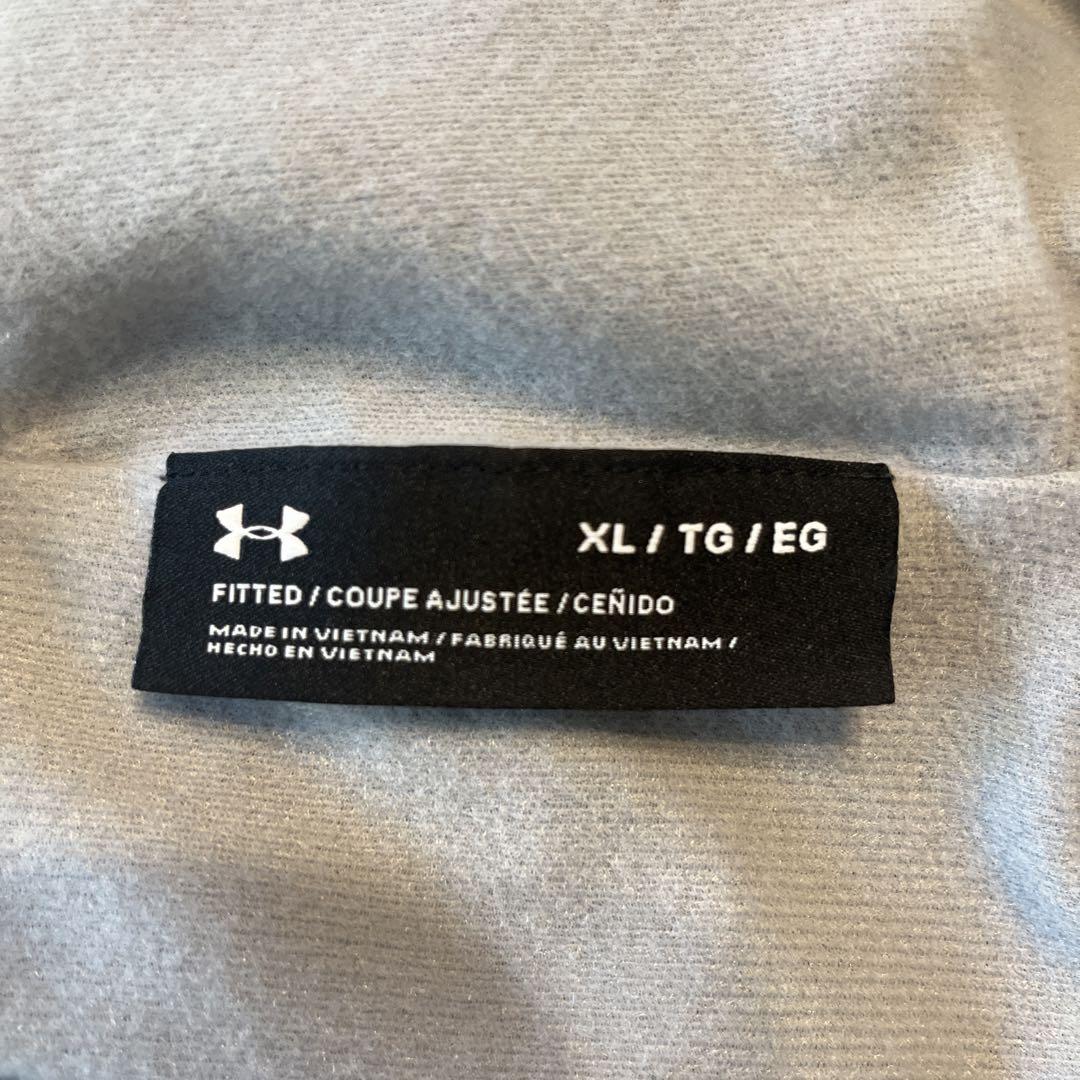 XL / TG / EG
FITTED / COUPE AJUSTÉE / CEÑIDO
MADE IN VIETNAM / FABRIQUÉ AU VIETNAM /
HECHO EN VIETNAM